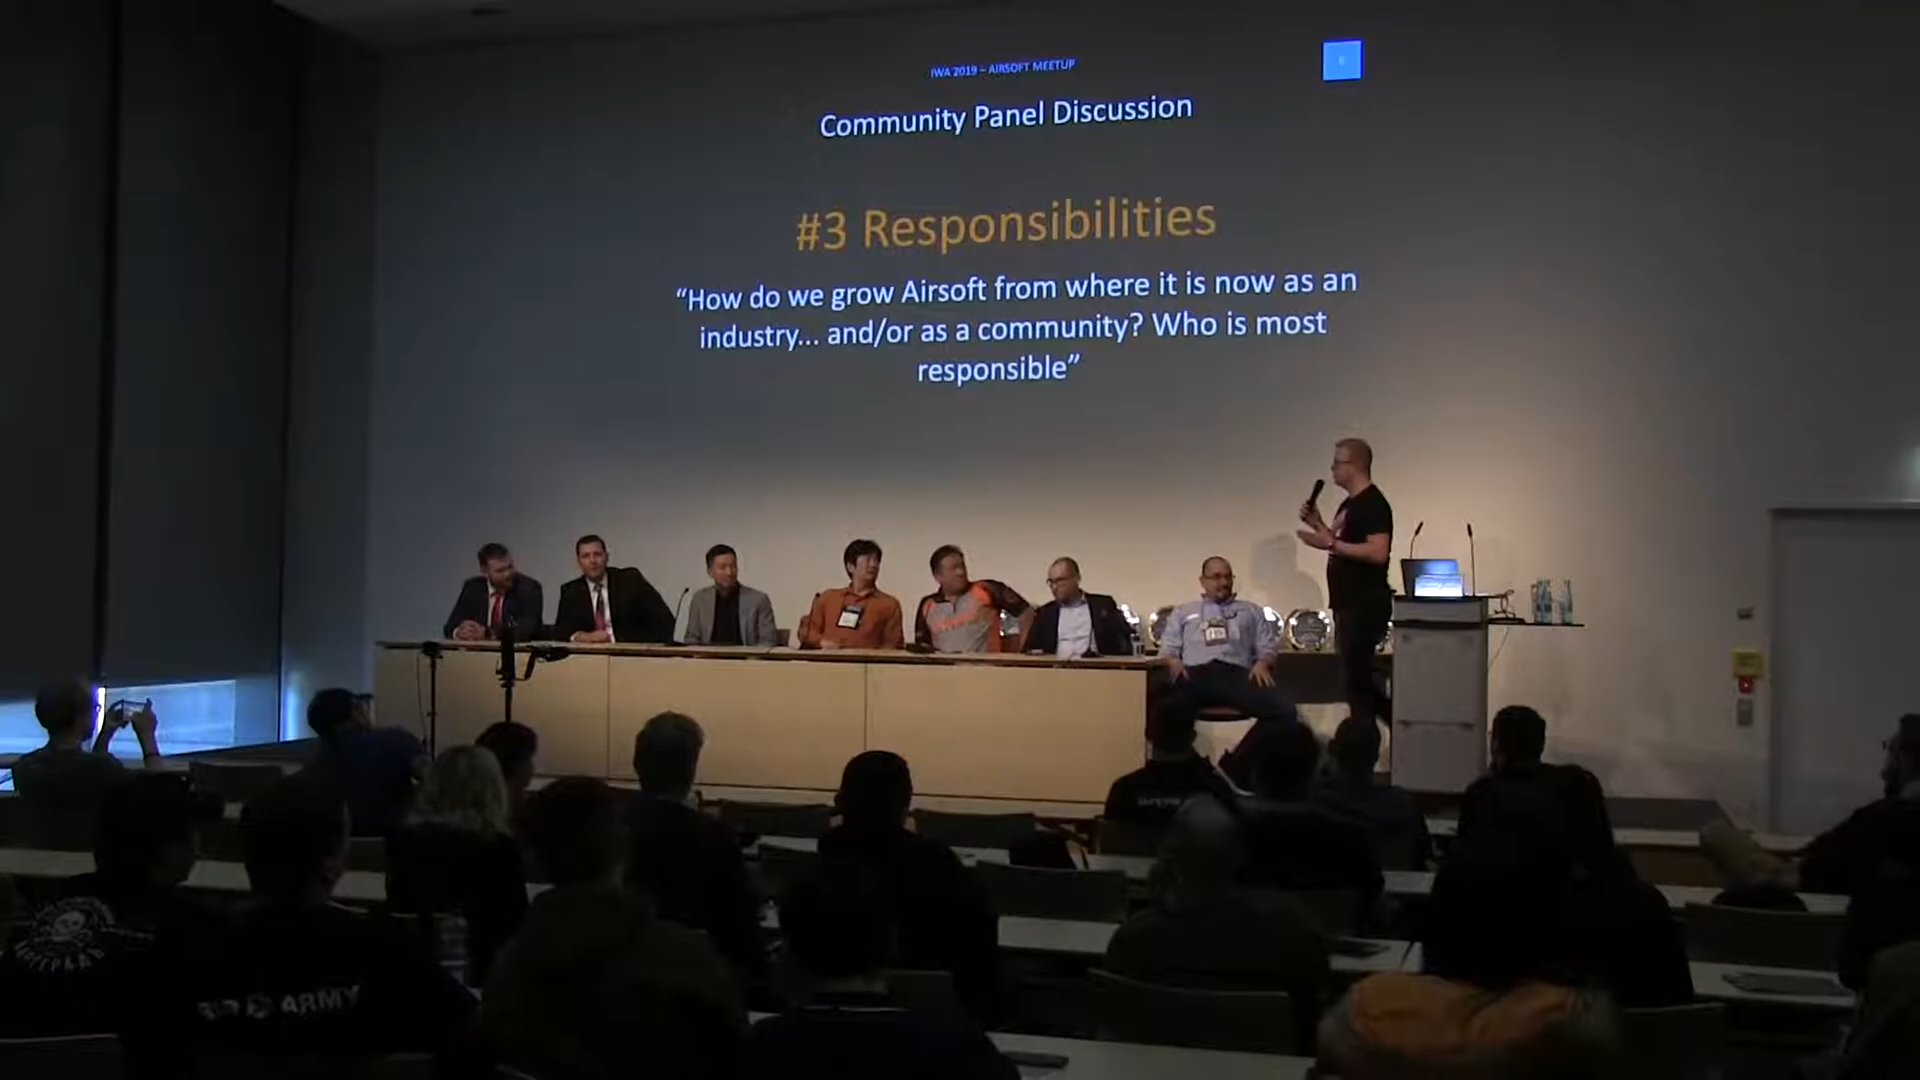 IWA 2019 – AIRSOFT MEETUP
Community Panel Discussion
#3 Responsibilities
“How do we grow Airsoft from where it is now as an
industry... and/or as a community? Who is most
responsible”
ARMY